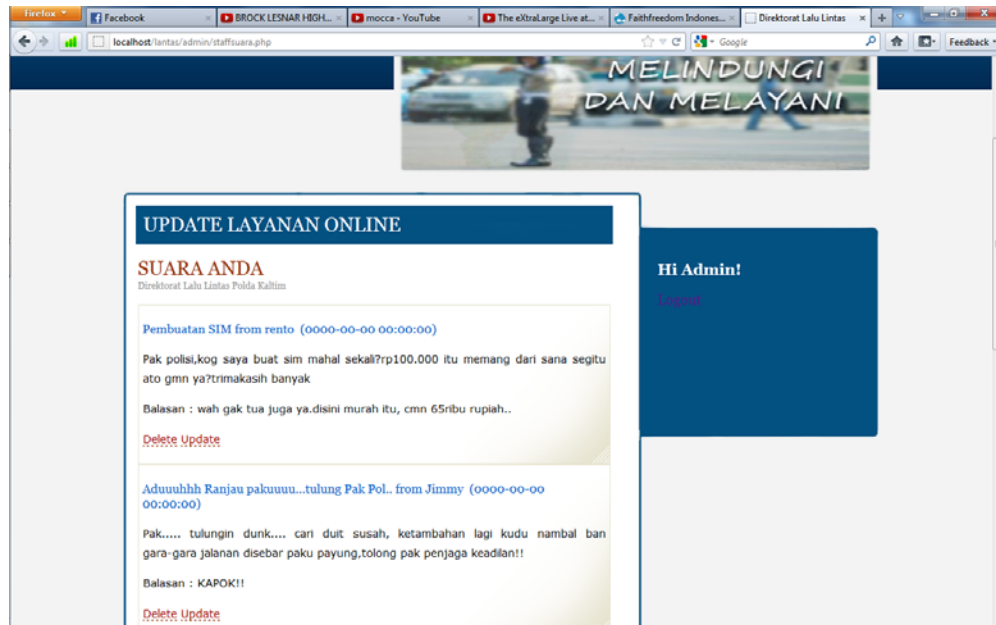 Firefox
Facebook
BROCK LESNAR HIGH...
mocca - YouTube
The eXtraLarge Live at...
Faithfreedom Indones...
Direktorat Lalu Lintas
localhost/lantas/admin/staffsuara.php
Google
Feedback
MELINDUNGI
DAN MELAYANI
UPDATE LAYANAN ONLINE
SUARA ANDA
Direktorat Lalu Lintas Polda Kaltim
Hi Admin!
Logout
Pembuatan SIM from rento (0000-00-00 00:00:00)
Pak polisi,kog saya buat sim mahal sekali?rp100.000 itu memang dari sana segitu
ato gmn ya?trimakasih banyak
Balasan : wah gak tua juga ya.disini murah itu, cmn 65ribu rupiah..
Delete Update
Aduuuhhh Ranjau pakuuuu...tulung Pak Pol.. from Jimmy (0000-00-00
00:00:00)
Pak..... tulungin dunk.... cari duit susah, ketambahan lagi kudu nambal ban
gara-gara jalanan disebar paku payung,tolong pak penjaga keadilan!!
Balasan : KAPOK!!
Delete Update